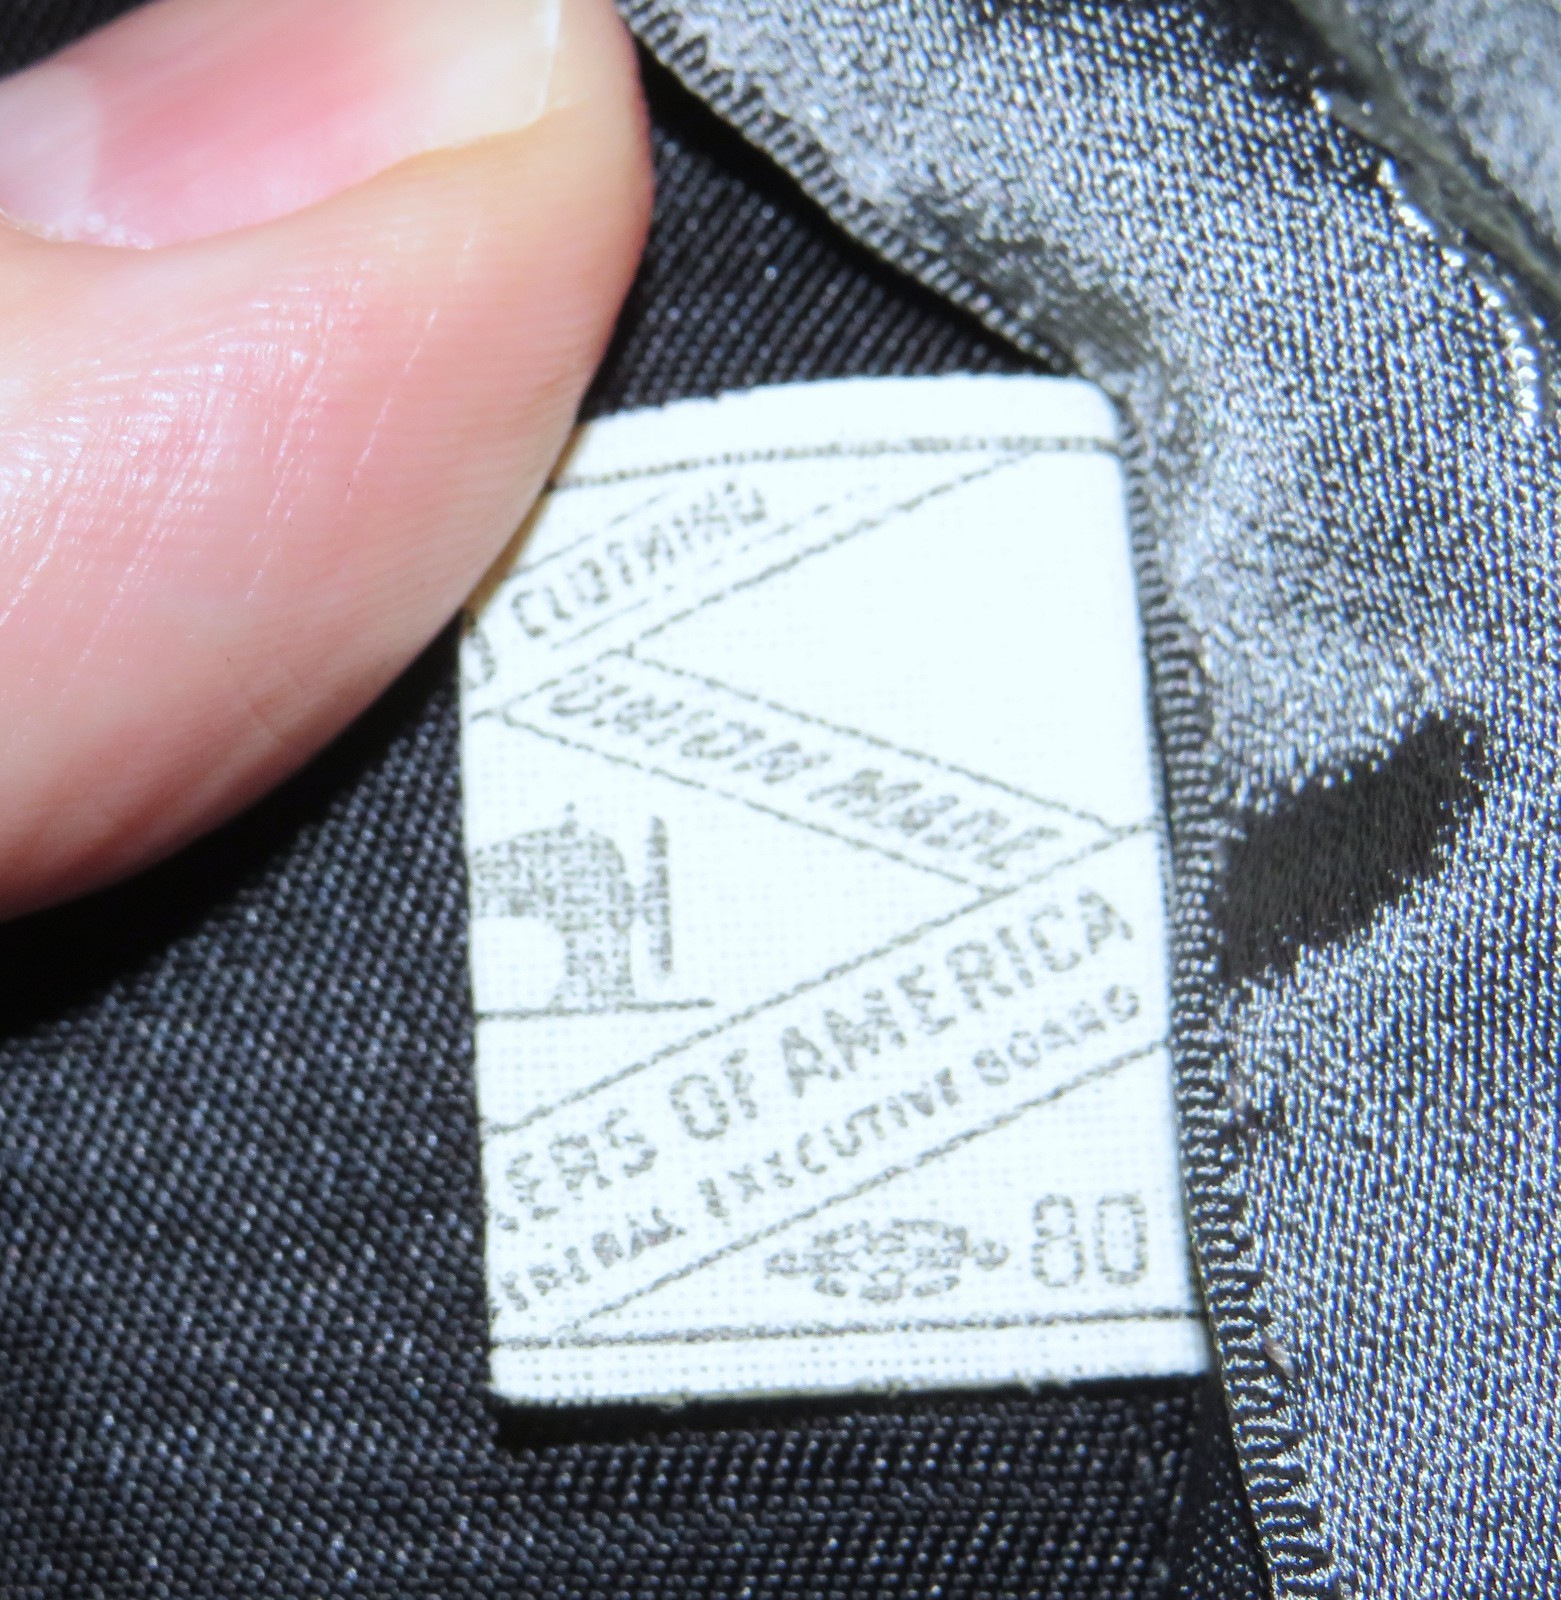 CLOTHING
UNION MADE
ERS OF AMERICA
EXECUTIVE BOARD
80